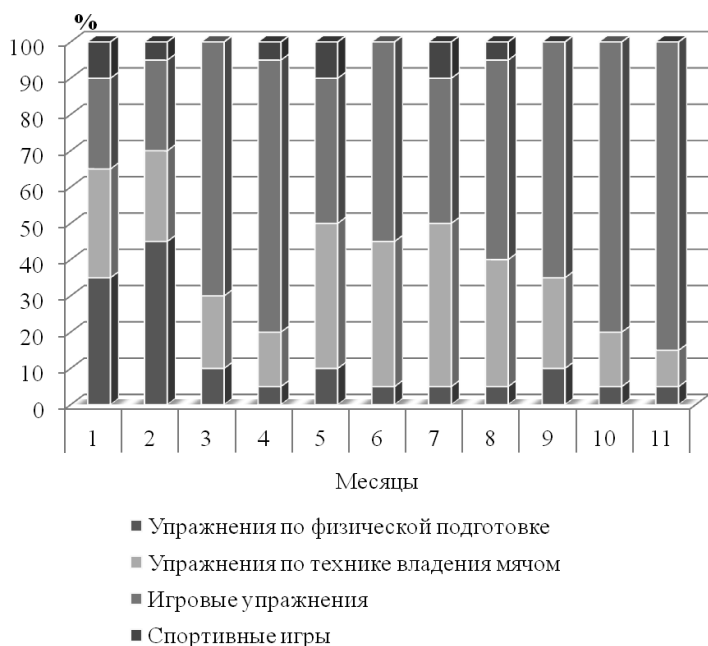 %
100
90
80
70
60
50
40
30
20
10
0
1 2 3 4 5 6 7 8 9 10 11
Месяцы
Упражнения по физической подготовке
Упражнения по технике владения мячом
Игровые упражнения
Спортивные игры